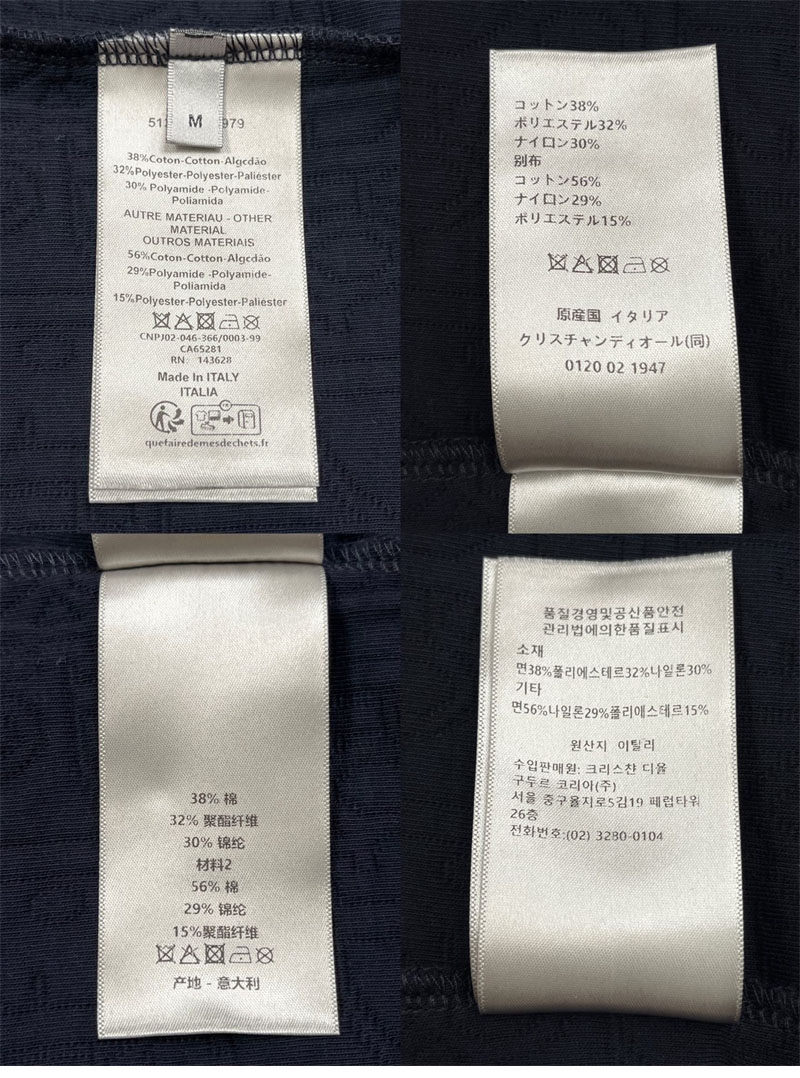 M
38%Coton-Cotton-Algcdão
32%Polyester-Polyester-Paliéster
30% Polyamide -Polyamide-
Poliamida
AUTRE MATERIAU - OTHER
MATERIAL
OUTROS MATERIAIS
56%Coton-Cotton-Algcdão
29%Polyamide -Polyamide-
Poliamida
15%Polyester-Polyester-Paliéster
CNPJ02-046-366/0003-99
CA65281
RN: 143628
Made In ITALY
ITALIA
quefairedemesdechets.fr
コットン38%
ポリエステル32%
ナイロン30%
別布
コットン56%
ナイロン29%
ポリエステル15%
原産国 イタリア
クリスチャンディオール(同)
0120 02 1947
38% 棉
32% 聚酯纤维
30% 锦纶
材料2
56% 棉
29% 锦纶
15%聚酯纤维
产地 - 意大利
품질경영및공산품안전
관리법에의한품질표시
소재
면38%폴리에스테르32%나일론30%
기타
면56%나일론29%폴리에스테르15%
원산지 이탈리
수입판매원: 크리스챤 디올
구두르 코리아(주)
서울 중구율지로5김19 페럼타워
26층
전화번호:(02) 3280-0104